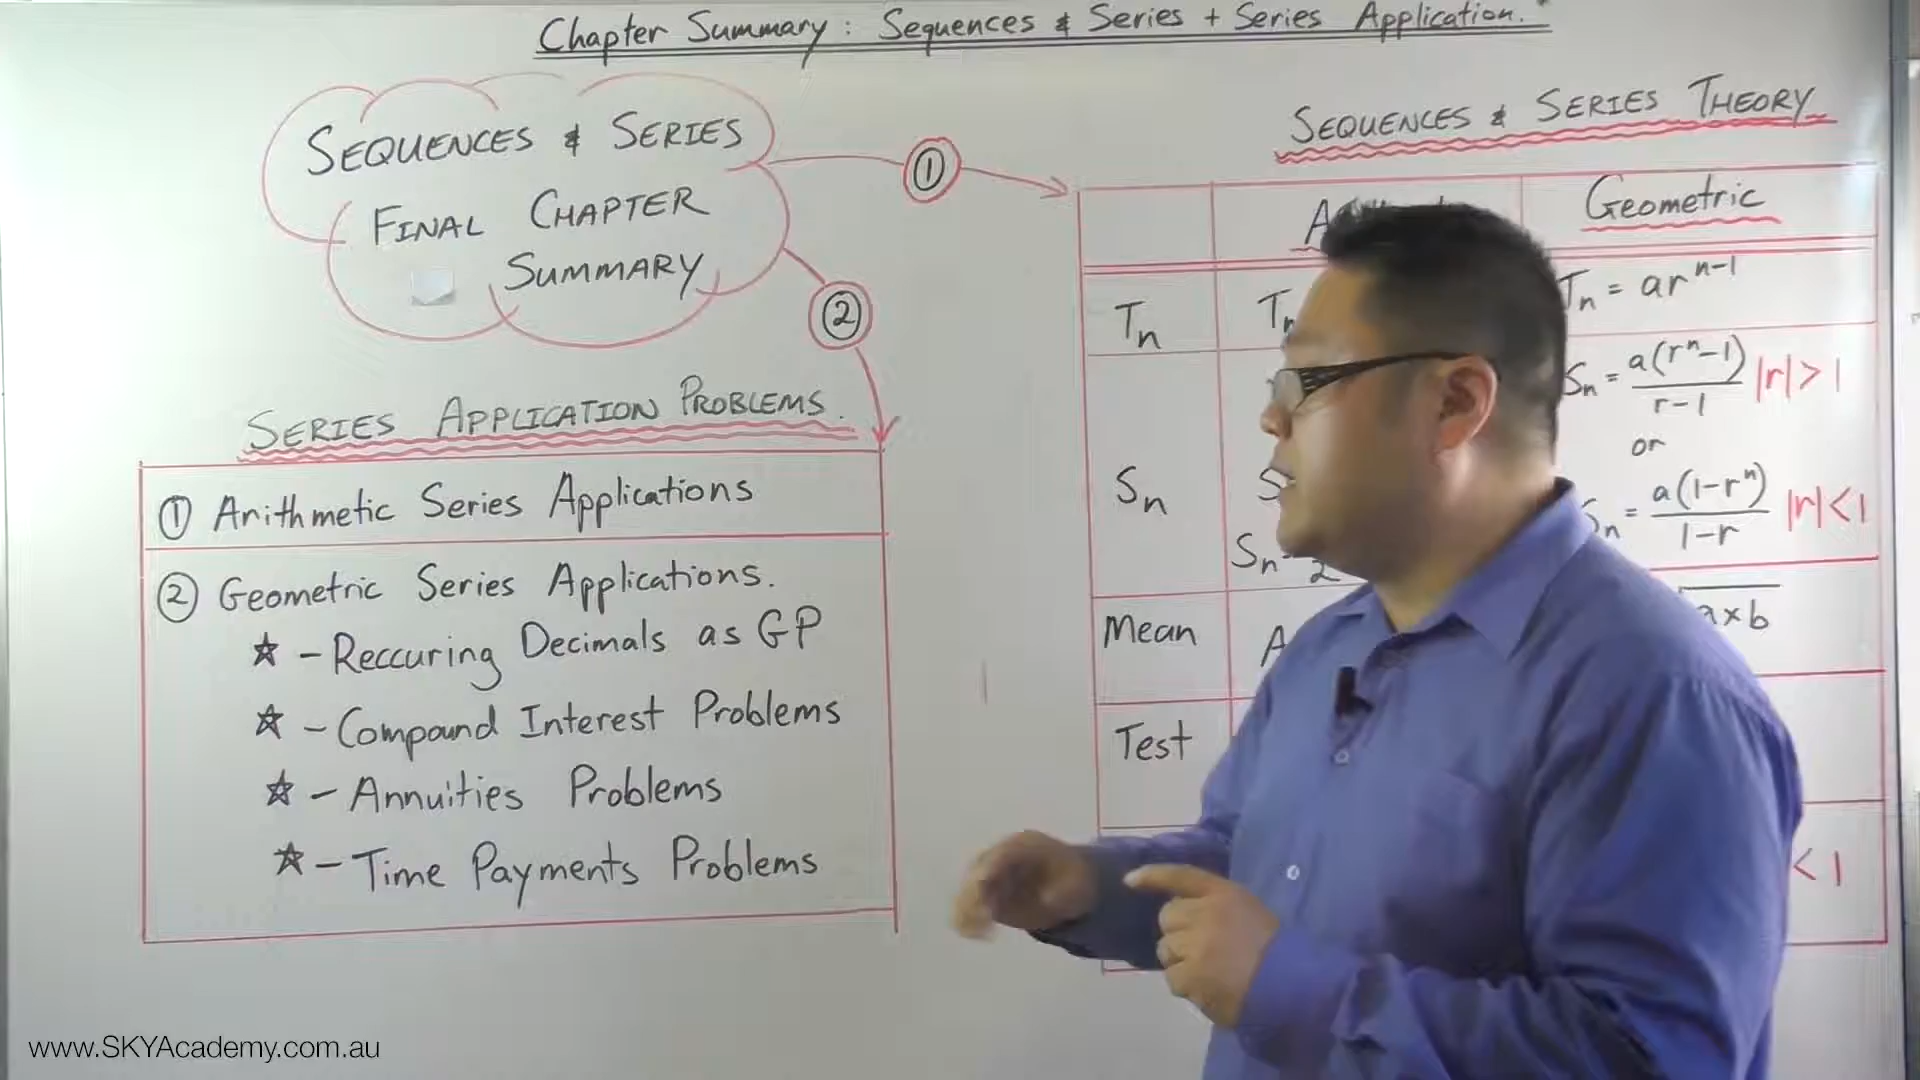 Chapter Summary : Sequences & Series + Series Application.
SEQUENCES & SERIES
FINAL CHAPTER
SUMMARY
①
②
SERIES APPLICATION PROBLEMS.
① Arithmetic Series Applications
② Geometric Series Applications.
☆ - Reccuring Decimals as GP
☆ - Compound Interest Problems
☆ - Annuities Problems
☆ - Time Payments Problems
SEQUENCES & SERIES THEORY
Geometric
Tn
Tn = ar^(n-1)
Sn
Sn = a(r^n-1)/(r-1) |r| > 1
or
Sn
= a(1-r^n)/(1-r) |r| < 1
Mean
a×b
Test
< 1
www.SKYAcademy.com.au